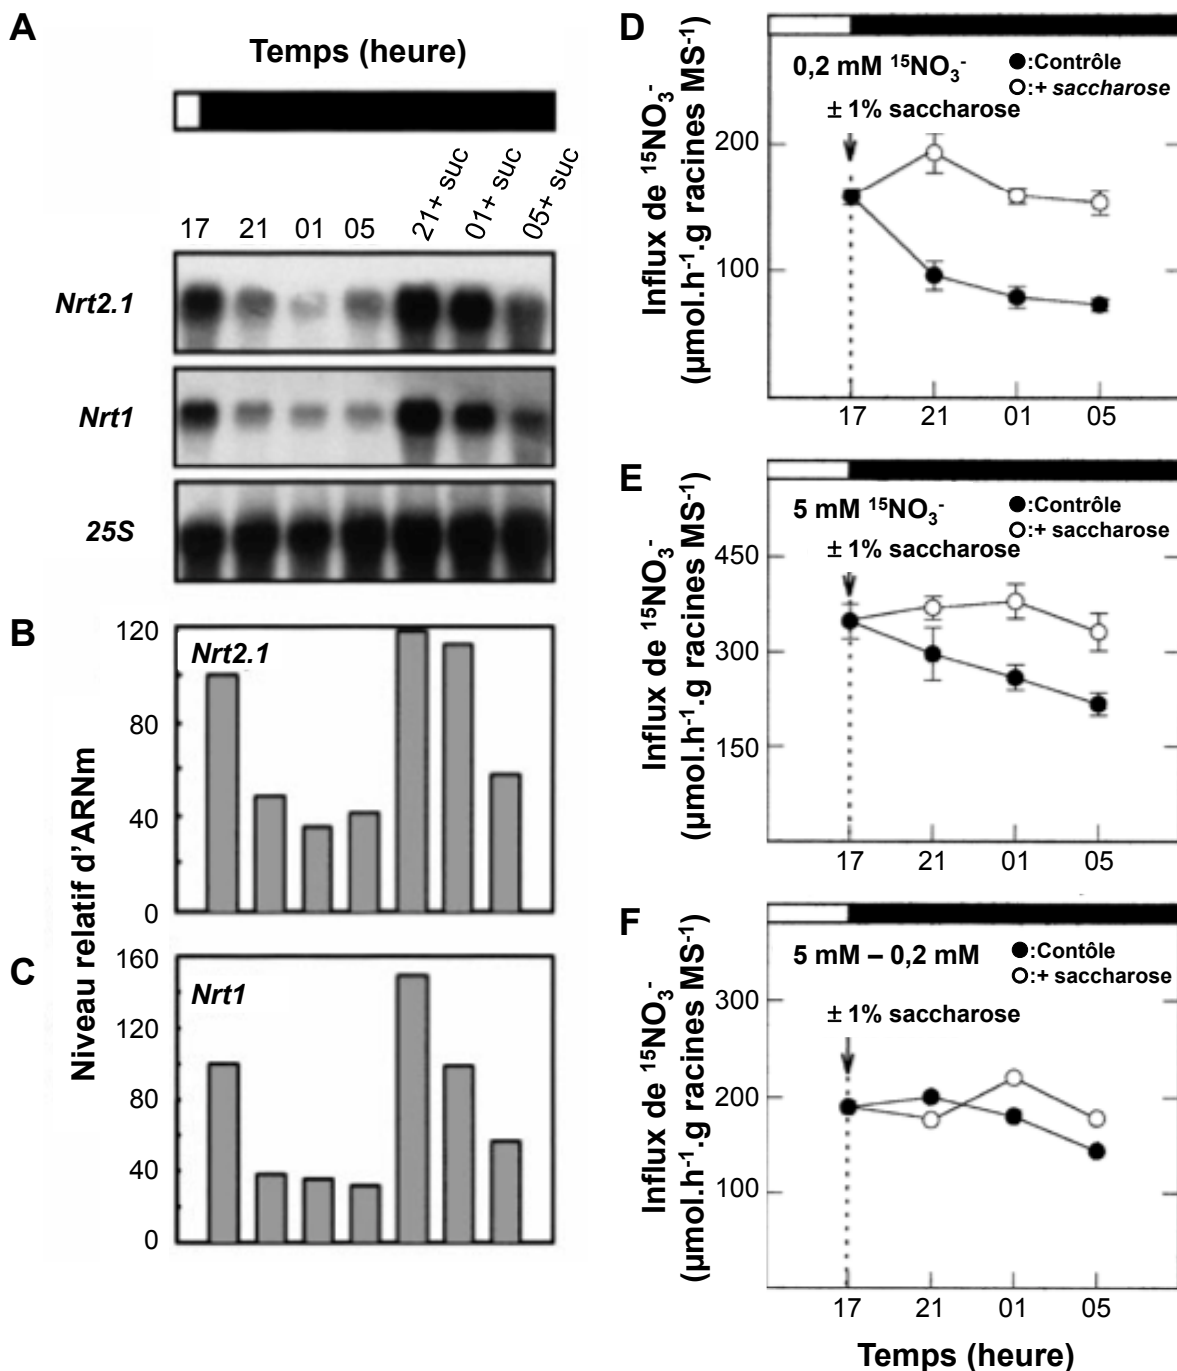 A
Temps (heure)
17 21 01 05 21+ suc 01+ suc 05+ suc
Nrt2.1
Nrt1
25S
B
Niveau relatif d’ARNm
120
80
40
0
Nrt2.1
C
160
120
80
40
0
Nrt1
D
Influx de ¹⁵NO₃⁻
(µmol.h⁻¹.g racines MS⁻¹)
0,2 mM ¹⁵NO₃⁻
●:Contrôle
○:+ saccharose
± 1% saccharose
200
100
17 21 01 05
E
Influx de ¹⁵NO₃⁻
(µmol.h⁻¹.g racines MS⁻¹)
5 mM ¹⁵NO₃⁻
●:Contrôle
○:+ saccharose
± 1% saccharose
450
300
150
17 21 01 05
F
Influx de ¹⁵NO₃⁻
(µmol.h⁻¹.g racines MS⁻¹)
5 mM – 0,2 mM
●:Contôle
○:+ saccharose
± 1% saccharose
300
200
100
17 21 01 05
Temps (heure)